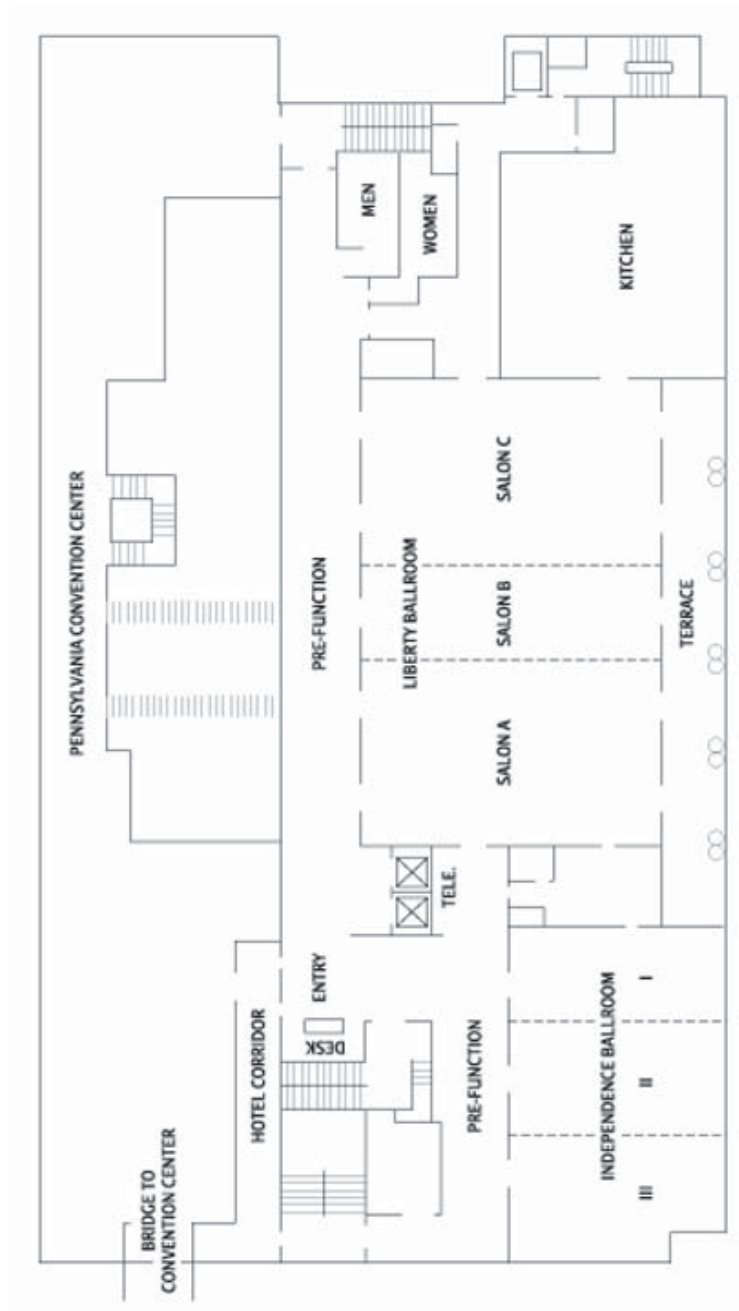 PENNSYLVANIA CONVENTION CENTER
BRIDGE TO
CONVENTION CENTER
HOTEL CORRIDOR
ENTRY
DESK
PRE-FUNCTION
MEN
WOMEN
KITCHEN
LIBERTY BALLROOM
SALON A
SALON B
SALON C
TELE.
TERRACE
PRE-FUNCTION
INDEPENDENCE BALLROOM
III
II
I